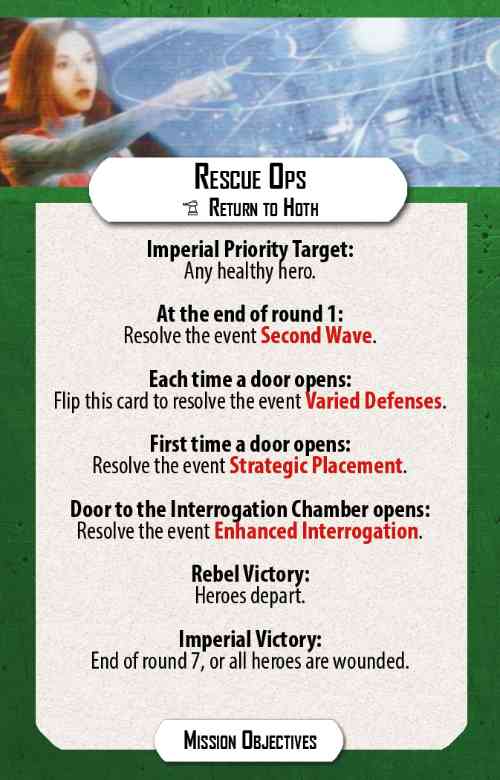 Rescue Ops
Return to Hoth
Imperial Priority Target:
Any healthy hero.
At the end of round 1:
Resolve the event Second Wave.
Each time a door opens:
Flip this card to resolve the event Varied Defenses.
First time a door opens:
Resolve the event Strategic Placement.
Door to the Interrogation Chamber opens:
Resolve the event Enhanced Interrogation.
Rebel Victory:
Heroes depart.
Imperial Victory:
End of round 7, or all heroes are wounded.
Mission Objectives